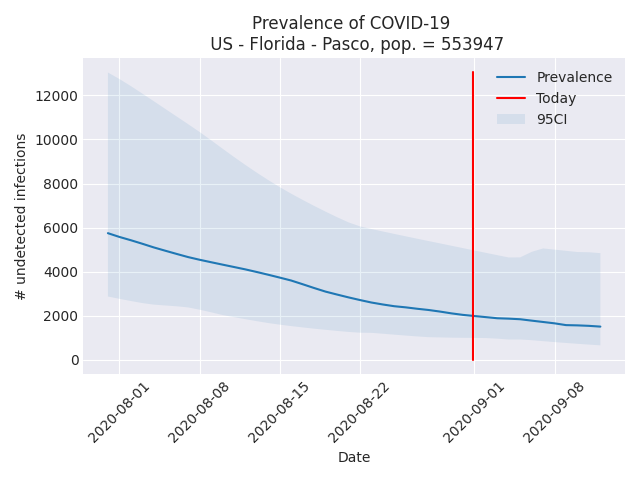 Prevalence of COVID-19
US - Florida - Pasco, pop. = 553947
Prevalence
Today
95CI
12000
10000
8000
6000
4000
2000
0
# undetected infections
2020-08-01
2020-08-08
2020-08-15
2020-08-22
2020-09-01
2020-09-08
Date